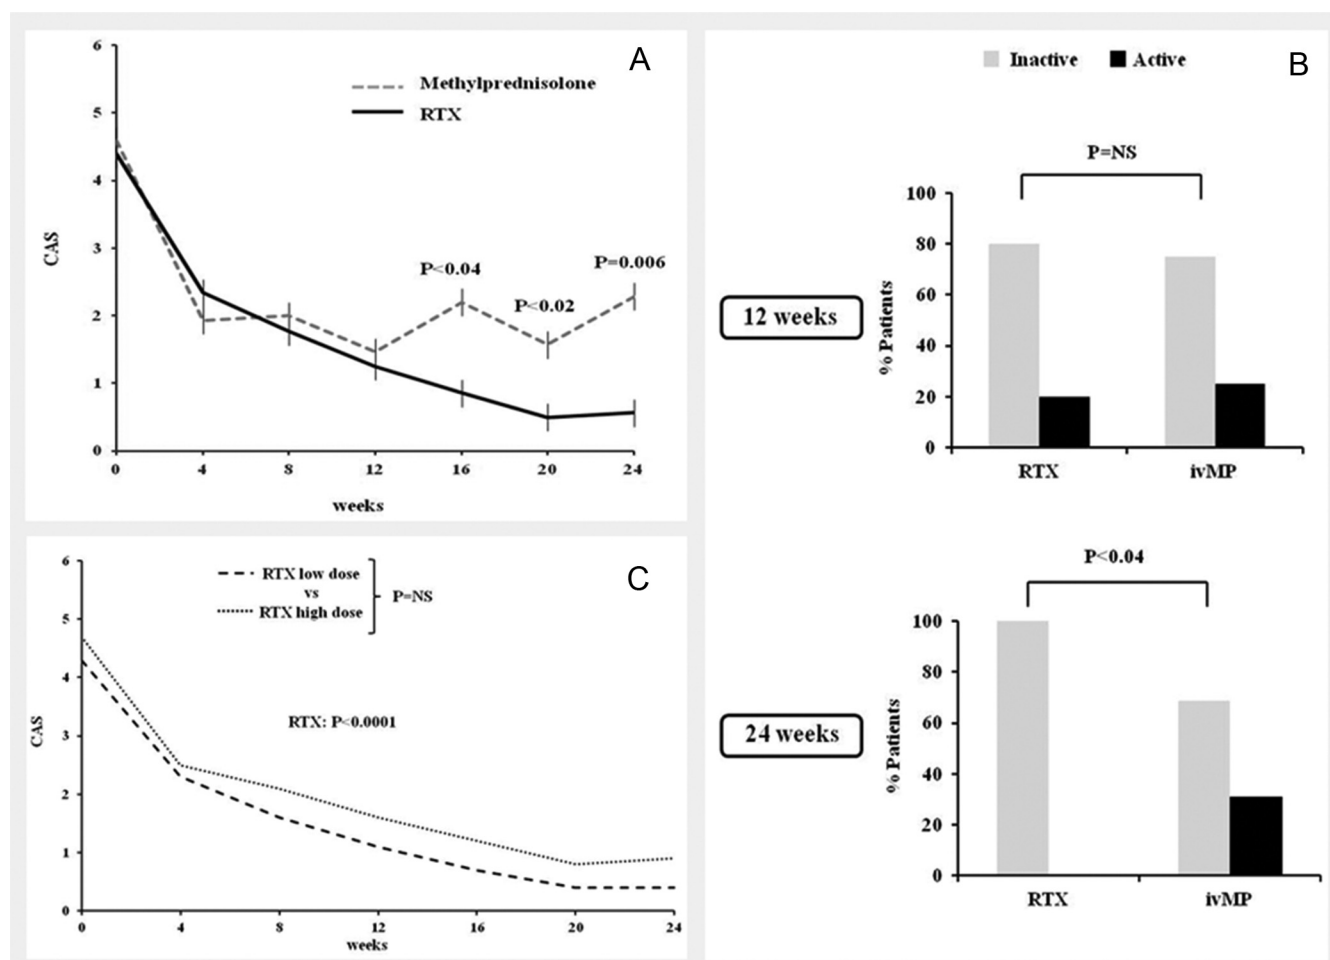 A
6
5
4
3
2
1
0
CAS
Methylprednisolone
RTX
P<0.04
P<0.02
P=0.006
0 4 8 12 16 20 24
weeks
B
Inactive Active
12 weeks
P=NS
100
80
60
40
20
0
% Patients
RTX ivMP
24 weeks
P<0.04
100
80
60
40
20
0
% Patients
RTX ivMP
C
6
5
4
3
2
1
0
CAS
RTX low dose
vs
RTX high dose
P=NS
RTX: P<0.0001
0 4 8 12 16 20 24
weeks